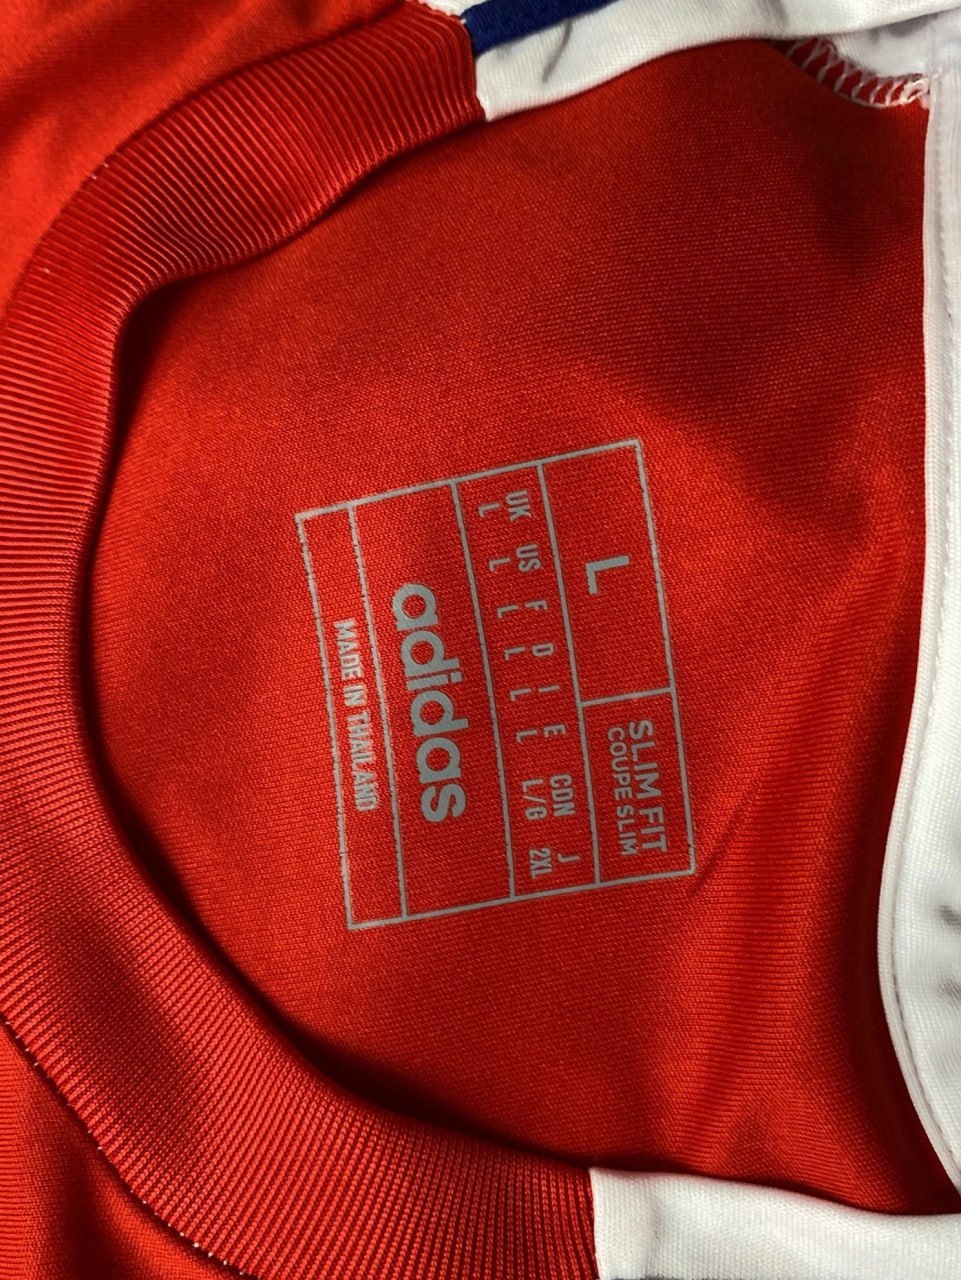 L
SLIM FIT
COUPE SLIM
UK US F D I E CDN J
L L L L L L L/G 2XL
adidas
MADE IN THAILAND